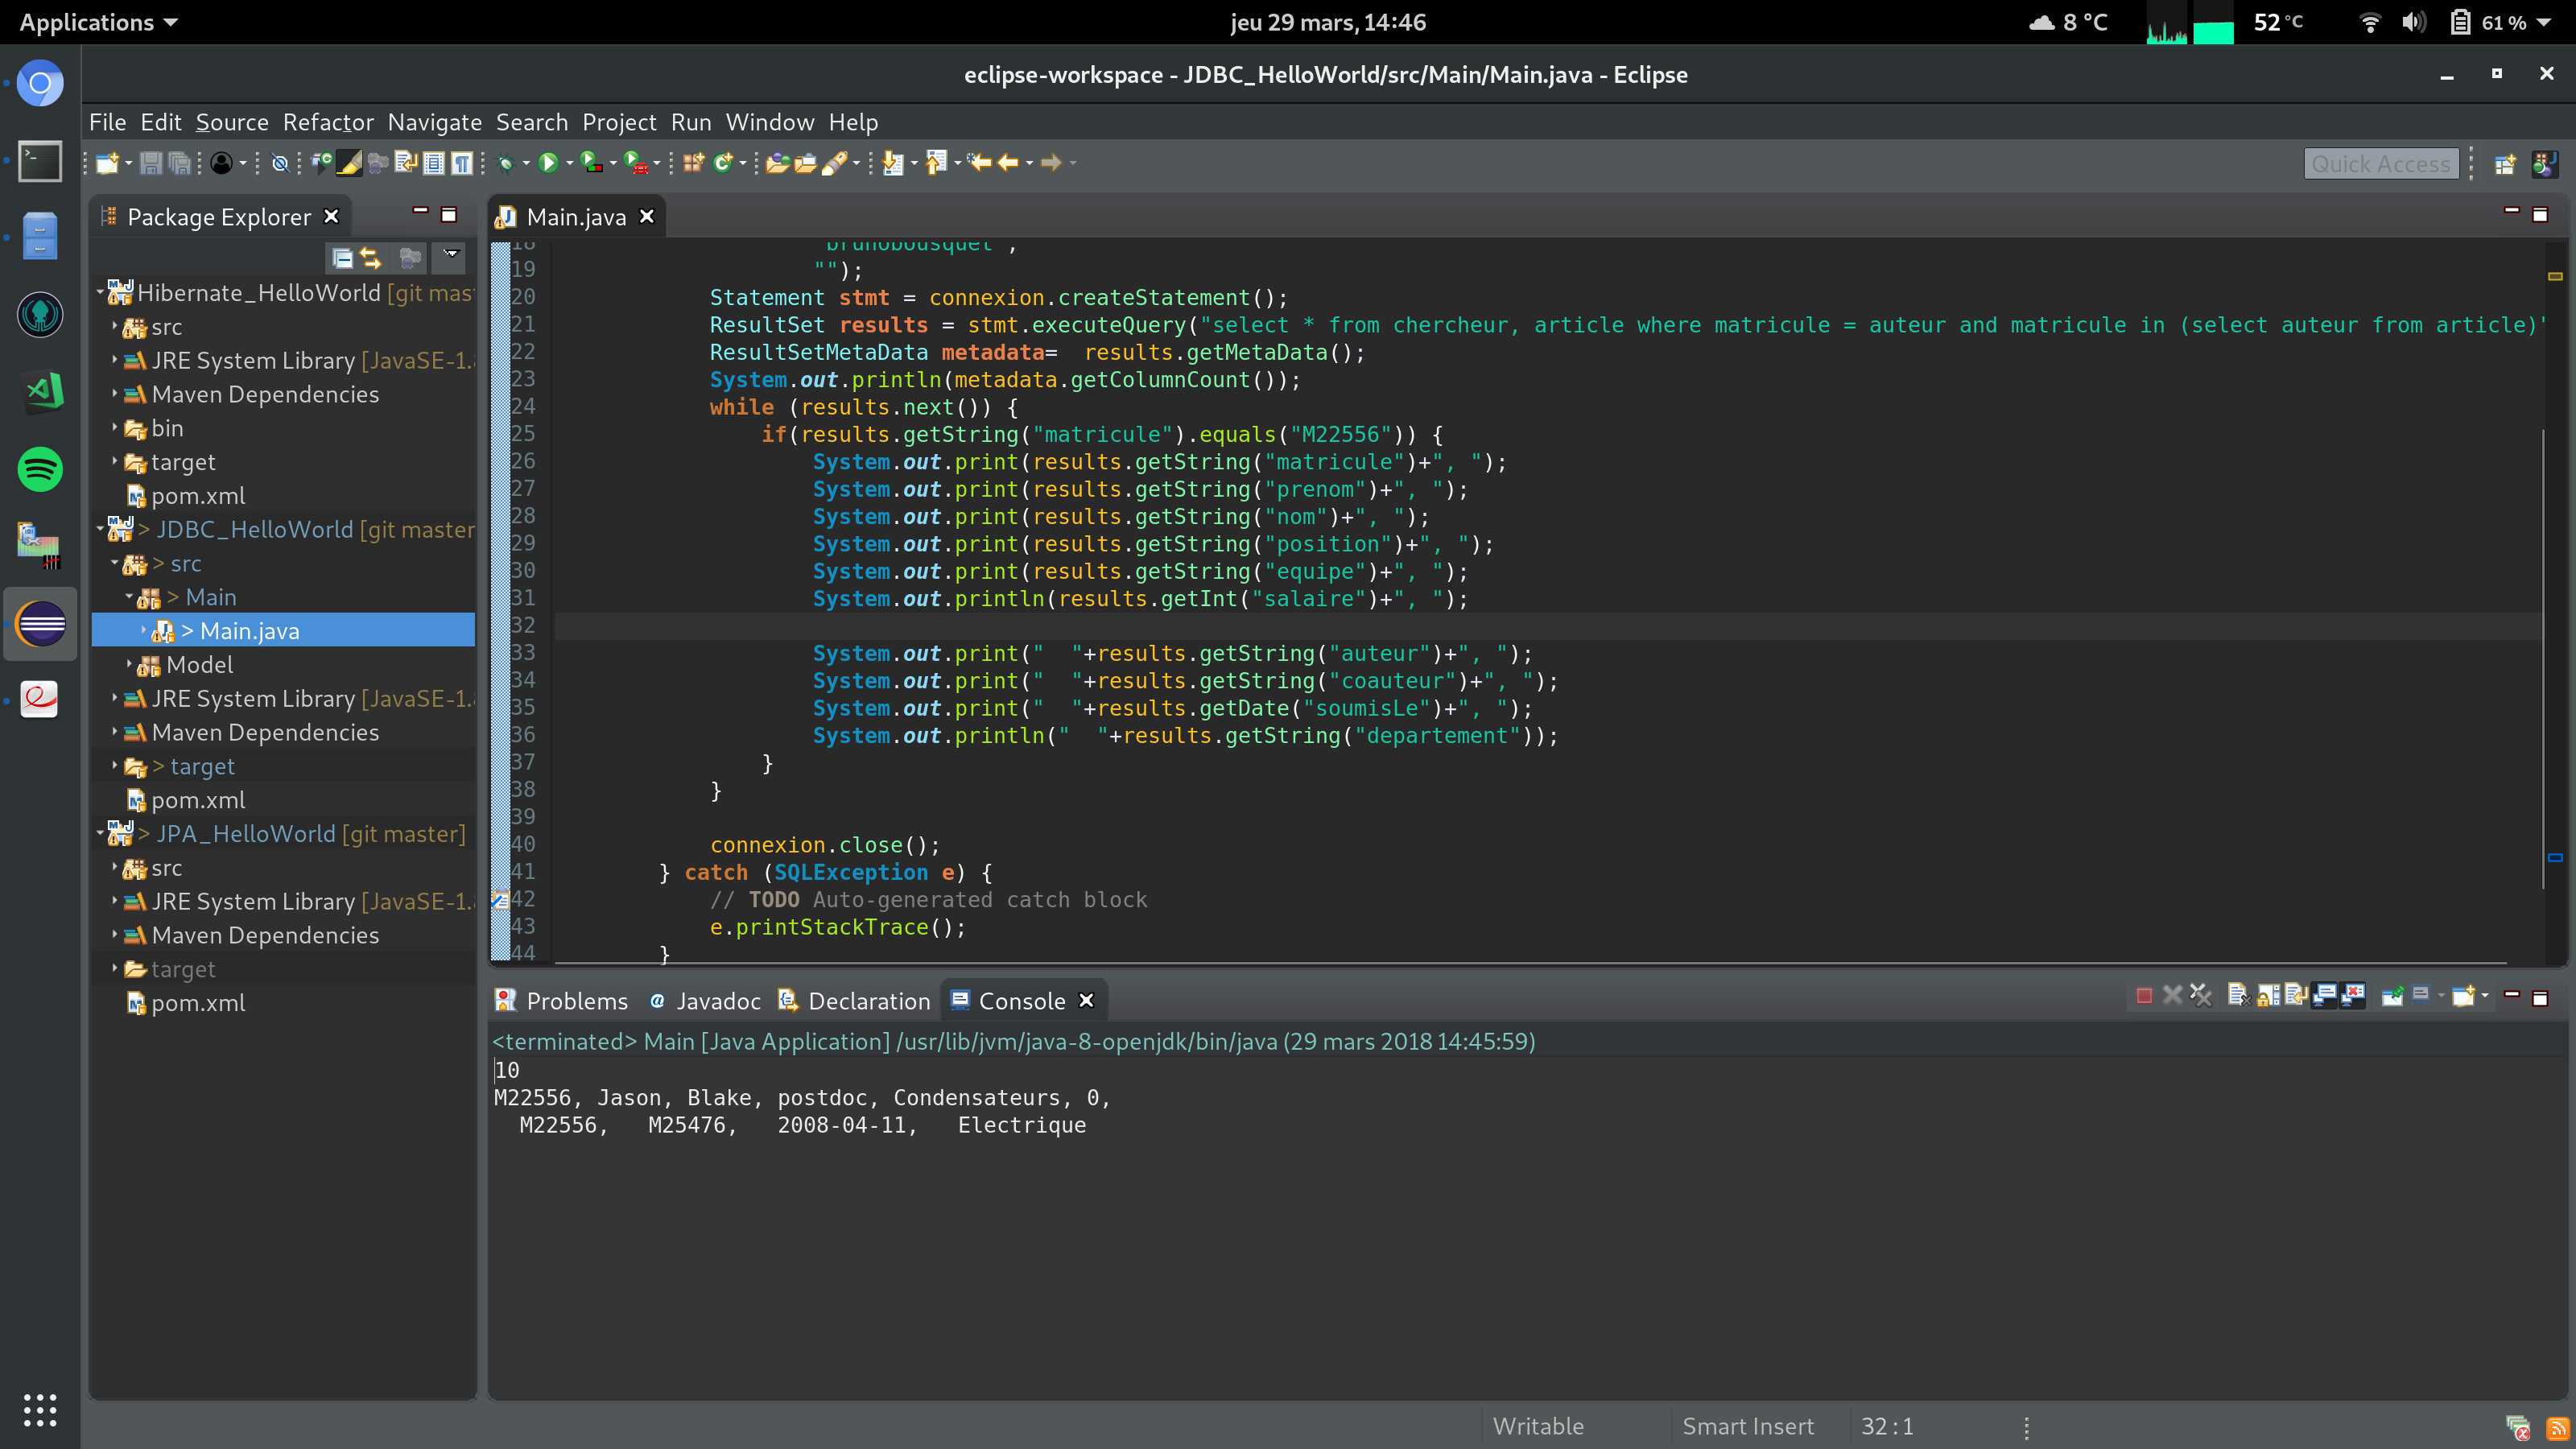 Applications
jeu 29 mars, 14:46
8 °C
52 °C
61 %
eclipse-workspace - JDBC_HelloWorld/src/Main/Main.java - Eclipse
File Edit Source Refactor Navigate Search Project Run Window Help
Quick Access
Package Explorer
Hibernate_HelloWorld [git mas
src
JRE System Library [JavaSE-1.
Maven Dependencies
bin
target
pom.xml
> JDBC_HelloWorld [git master
> src
> Main
> Main.java
Model
JRE System Library [JavaSE-1.
Maven Dependencies
> target
pom.xml
> JPA_HelloWorld [git master]
src
JRE System Library [JavaSE-1.
Maven Dependencies
target
pom.xml
Main.java
18 "brunobousquet",
19 "");
20 Statement stmt = connexion.createStatement();
21 ResultSet results = stmt.executeQuery("select * from chercheur, article where matricule = auteur and matricule in (select auteur from article)"
22 ResultSetMetaData metadata=  results.getMetaData();
23 System.out.println(metadata.getColumnCount());
24 while (results.next()) {
25 if(results.getString("matricule").equals("M22556")) {
26 System.out.print(results.getString("matricule")+", ");
27 System.out.print(results.getString("prenom")+", ");
28 System.out.print(results.getString("nom")+", ");
29 System.out.print(results.getString("position")+", ");
30 System.out.print(results.getString("equipe")+", ");
31 System.out.println(results.getInt("salaire")+", ");
32
33 System.out.print("  "+results.getString("auteur")+", ");
34 System.out.print("  "+results.getString("coauteur")+", ");
35 System.out.print("  "+results.getDate("soumisLe")+", ");
36 System.out.println("  "+results.getString("departement"));
37 }
38 }
39
40 connexion.close();
41 } catch (SQLException e) {
42 // TODO Auto-generated catch block
43 e.printStackTrace();
44 }
Problems @ Javadoc Declaration Console
<terminated> Main [Java Application] /usr/lib/jvm/java-8-openjdk/bin/java (29 mars 2018 14:45:59)
10
M22556, Jason, Blake, postdoc, Condensateurs, 0,
  M22556,   M25476,   2008-04-11,   Electrique
Writable
Smart Insert
32 : 1